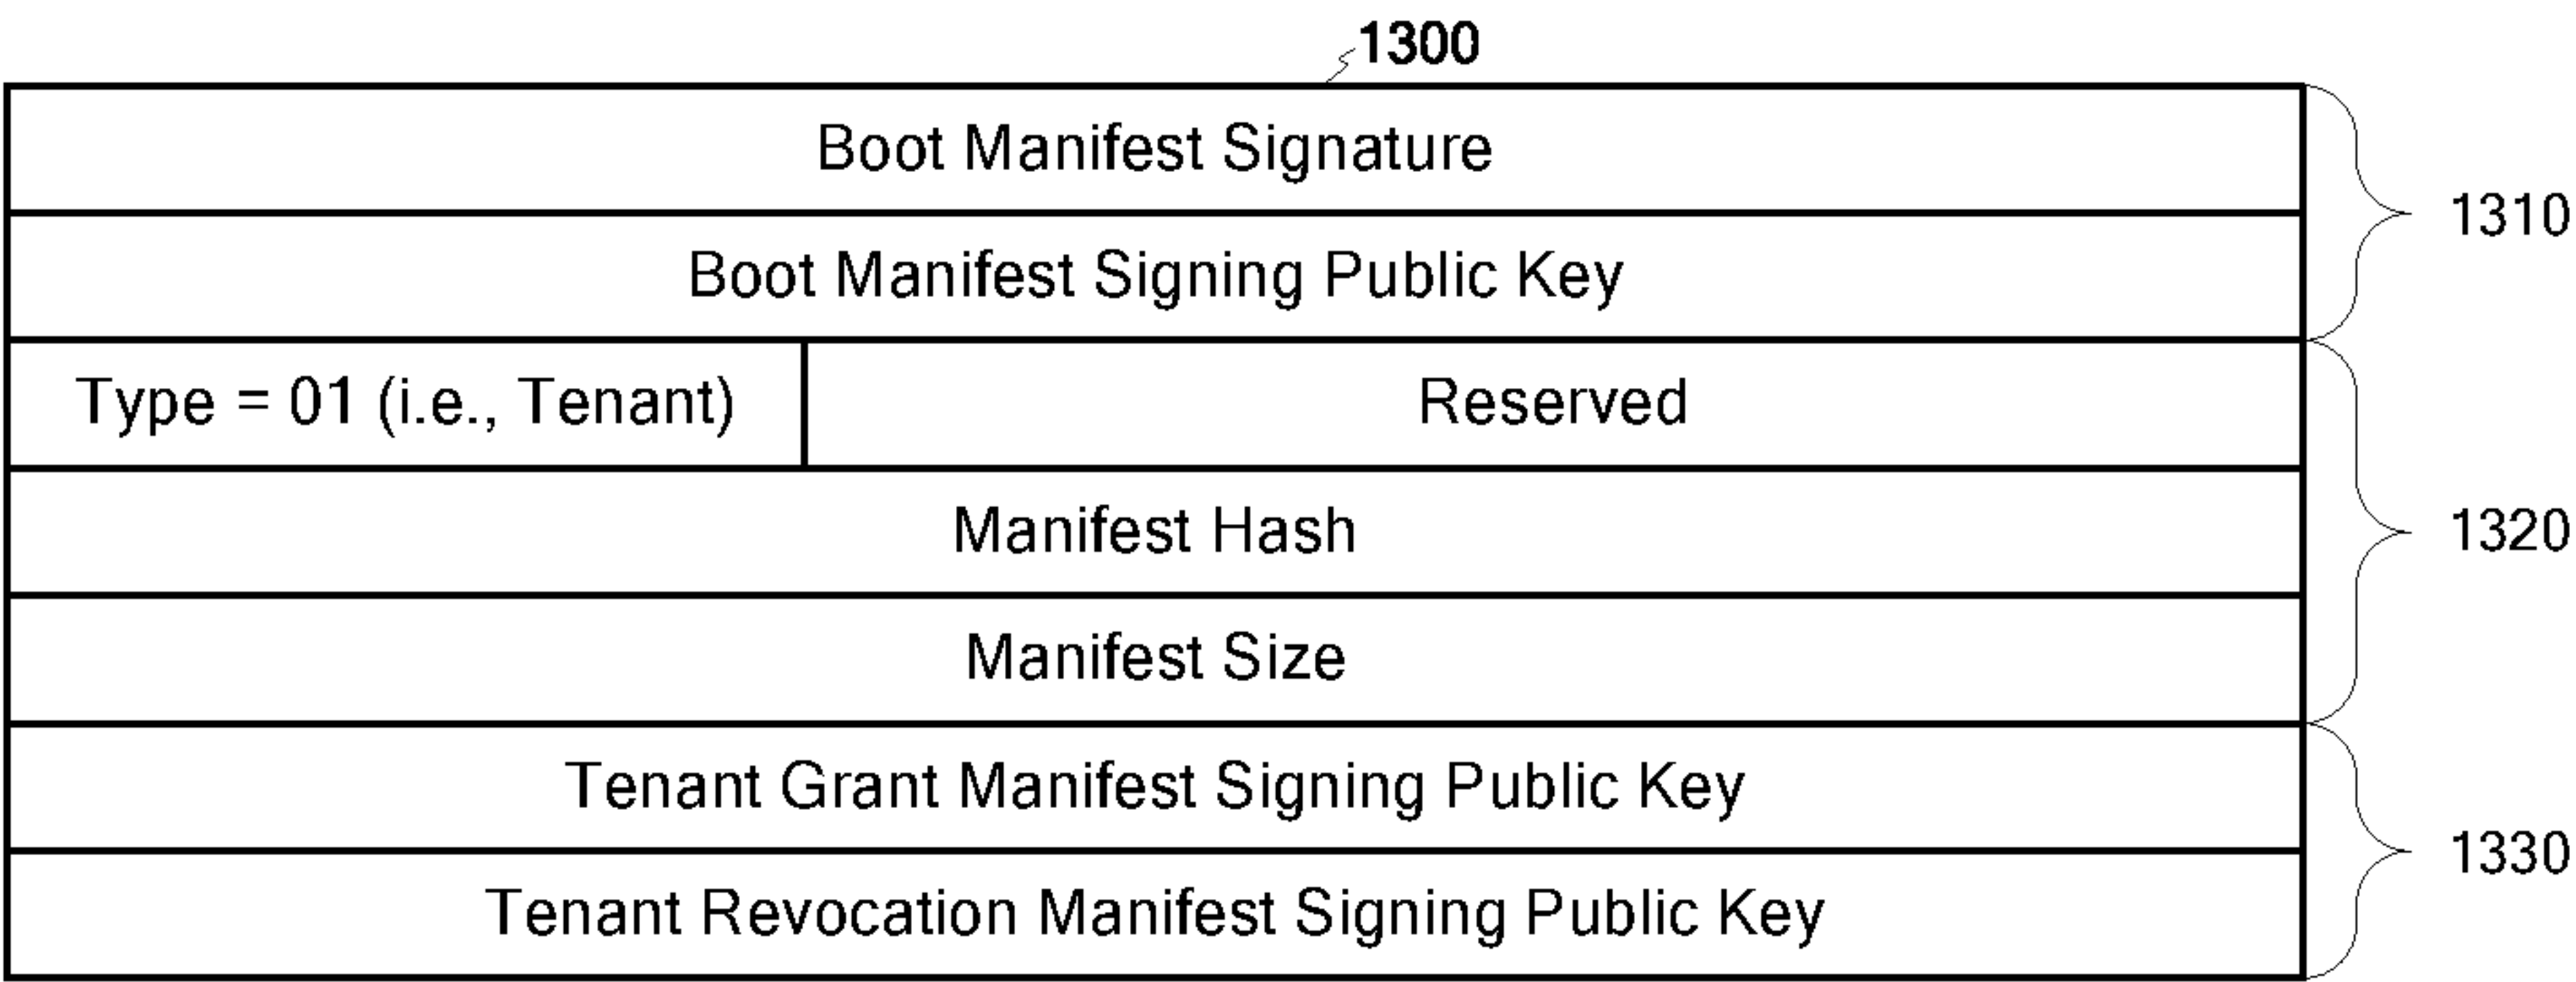 1300
Boot Manifest Signature
Boot Manifest Signing Public Key
1310
Type = 01 (i.e., Tenant) Reserved
Manifest Hash
1320
Manifest Size
Tenant Grant Manifest Signing Public Key
1330
Tenant Revocation Manifest Signing Public Key